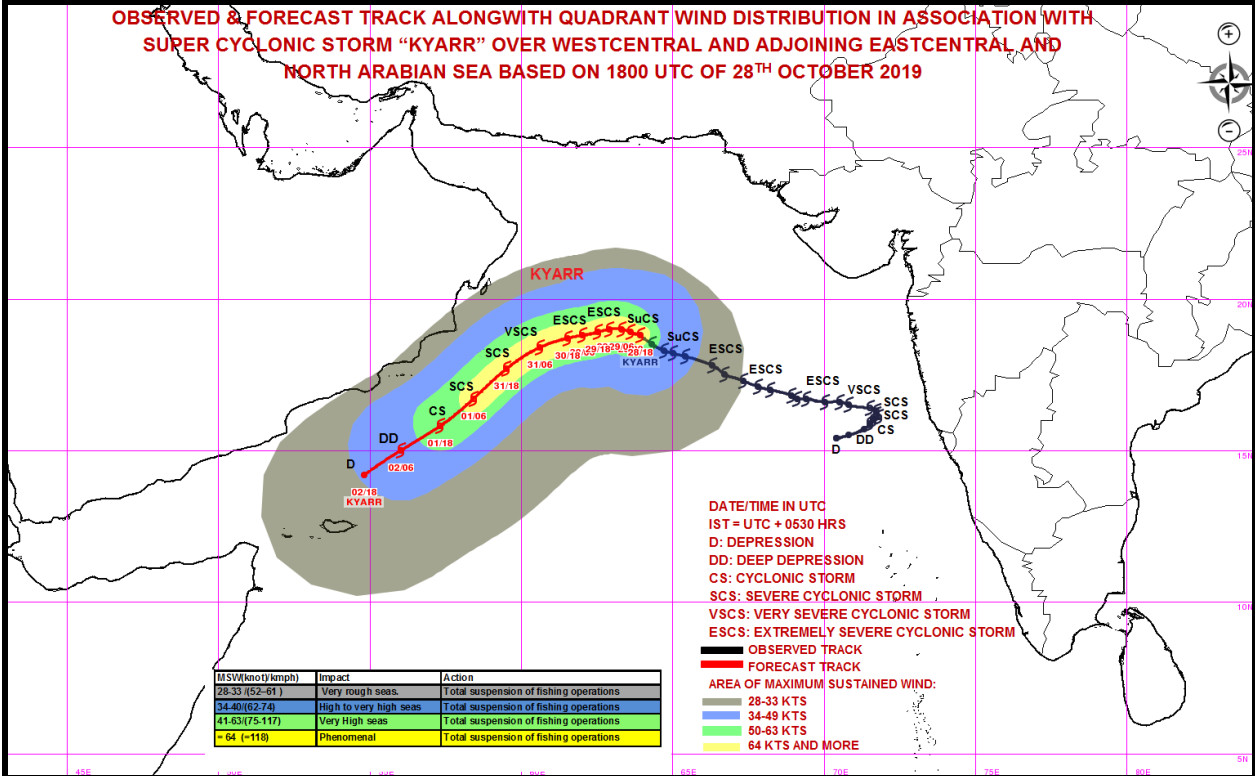 OBSERVED & FORECAST TRACK ALONGWITH QUADRANT WIND DISTRIBUTION IN ASSOCIATION WITH
SUPER CYCLONIC STORM “KYARR” OVER WESTCENTRAL AND ADJOINING EASTCENTRAL AND
NORTH ARABIAN SEA BASED ON 1800 UTC OF 28TH OCTOBER 2019
25N
KYARR
20N
ESCS
ESCS
SuCS
VSCS
SuCS
SCS
ESCS
ESCS
ESCS
VSCS
SCS
SCS
CS
DD
D
SCS
CS
DD
D
28/18
KYARR
29/06
29/18
30/18
31/06
31/18
01/06
01/18
02/06
02/18
KYARR
15N
10N
5N
DATE/TIME IN UTC
IST = UTC + 0530 HRS
D: DEPRESSION
DD: DEEP DEPRESSION
CS: CYCLONIC STORM
SCS: SEVERE CYCLONIC STORM
VSCS: VERY SEVERE CYCLONIC STORM
ESCS: EXTREMELY SEVERE CYCLONIC STORM
OBSERVED TRACK
FORECAST TRACK
AREA OF MAXIMUM SUSTAINED WIND:
28-33 KTS
34-49 KTS
50-63 KTS
64 KTS AND MORE
MSW(knot)/kmph) Impact Action
28-33 /(52–61 ) Very rough seas. Total suspension of fishing operations
34-40/(62-74) High to very high seas Total suspension of fishing operations
41-63/(75-117) Very High seas Total suspension of fishing operations
= 64 (=118) Phenomenal Total suspension of fishing operations
45E 65E 70E 75E 80E